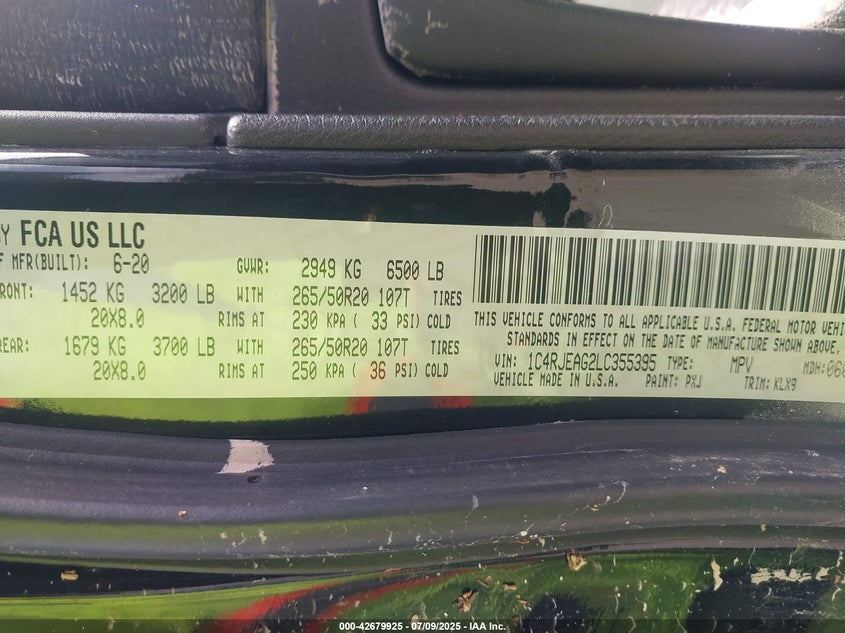 FCA US LLC
MFR(BUILT): 6-20 GVWR: 2949 KG 6500 LB
FRONT: 1452 KG 3200 LB WITH 265/50R20 107T TIRES
20X8.0 RIMS AT 230 KPA ( 33 PSI) COLD
REAR: 1679 KG 3700 LB WITH 265/50R20 107T TIRES
20X8.0 RIMS AT 250 KPA ( 36 PSI) COLD
THIS VEHICLE CONFORMS TO ALL APPLICABLE U.S.A. FEDERAL MOTOR
STANDARDS IN EFFECT ON THE DATE OF MANUFACTURE SHOWN ABOVE.
VIN: 1C4RJEAG2LC355395 TYPE: MPV MDH:
VEHICLE MADE IN U.S.A. PAINT: PXJ TRIM: KLX9
000-42679925 - 07/09/2025 - IAA Inc.